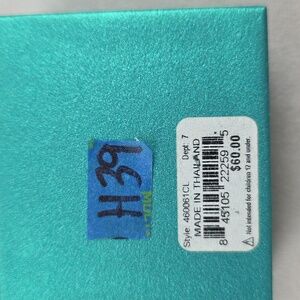 H39
Style: 460061CL Dept: 7
MADE IN THAILAND
8 45105 22259 5
$60.00
Not intended for children 12 and under.